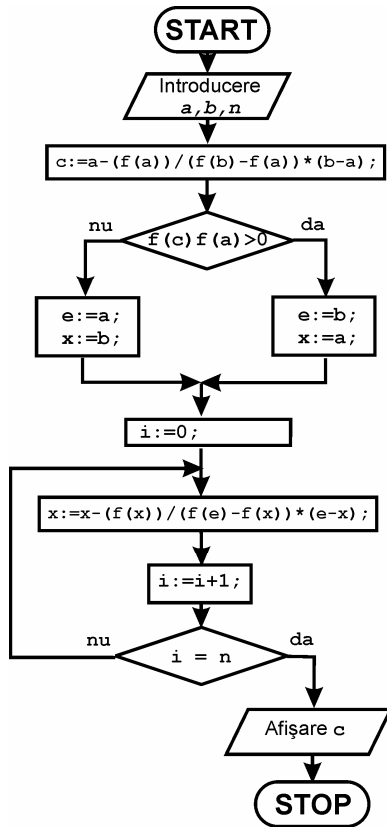 START
Introducere
a,b,n
c:=a-(f(a))/(f(b)-f(a))*(b-a);
nu
f(c)f(a)>0
da
e:=a;
x:=b;
e:=b;
x:=a;
i:=0;
x:=x-(f(x))/(f(e)-f(x))*(e-x);
i:=i+1;
nu
i = n
da
Afişare c
STOP